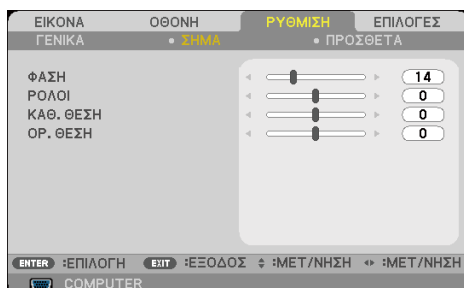 ΕΙΚΟΝΑ ΟΘΟΝΗ ΡΥΘΜΙΣΗ ΕΠΙΛΟΓΕΣ
ΓΕΝΙΚΑ • ΣΗΜΑ • ΠΡΟΣΘΕΤΑ
ΦΑΣΗ 14
ΡΟΛΟΙ 0
ΚΑΘ. ΘΕΣΗ 0
ΟΡ. ΘΕΣΗ 0
ENTER :ΕΠΙΛΟΓΗ EXIT :ΕΞΟΔΟΣ :ΜΕΤ/ΝΗΣΗ :ΜΕΤ/ΝΗΣΗ
COMPUTER